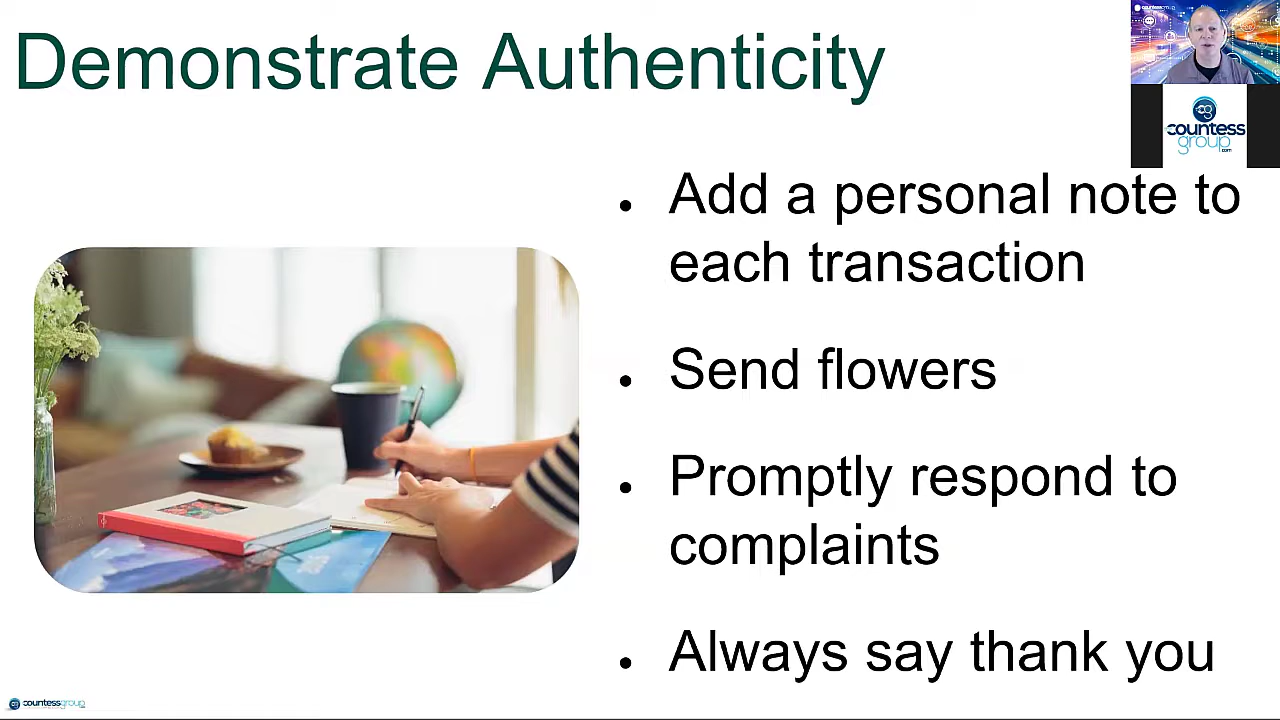 Demonstrate Authenticity
countess
group
.com
Add a personal note to
each transaction
Send flowers
Promptly respond to
complaints
Always say thank you
countessgroup